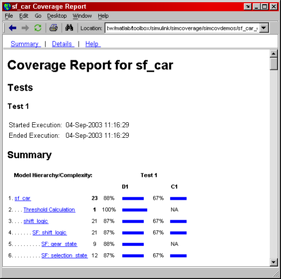 sf_car Coverage Report
File Edit Go Desktop Window Help
Location: tw/matlab/toolbox/simulink/simcoverage/simcovdemos/sf_car_
Summary | Details | Help
Coverage Report for sf_car
Tests
Test 1
Started Execution: 04-Sep-2003 11:16:29
Ended Execution: 04-Sep-2003 11:16:29
Summary
Model Hierarchy/Complexity: Test 1
D1 C1
1. sf_car 23 88% 67%
2. . . . Threshold Calculation 1 100% NA
3. . . . shift_logic 21 87% 67%
4. . . . . . . SF: shift_logic 21 87% 67%
5. . . . . . . . . . SF: gear_state 9 88% NA
6. . . . . . . . . . SF: selection_state 12 87% 67%